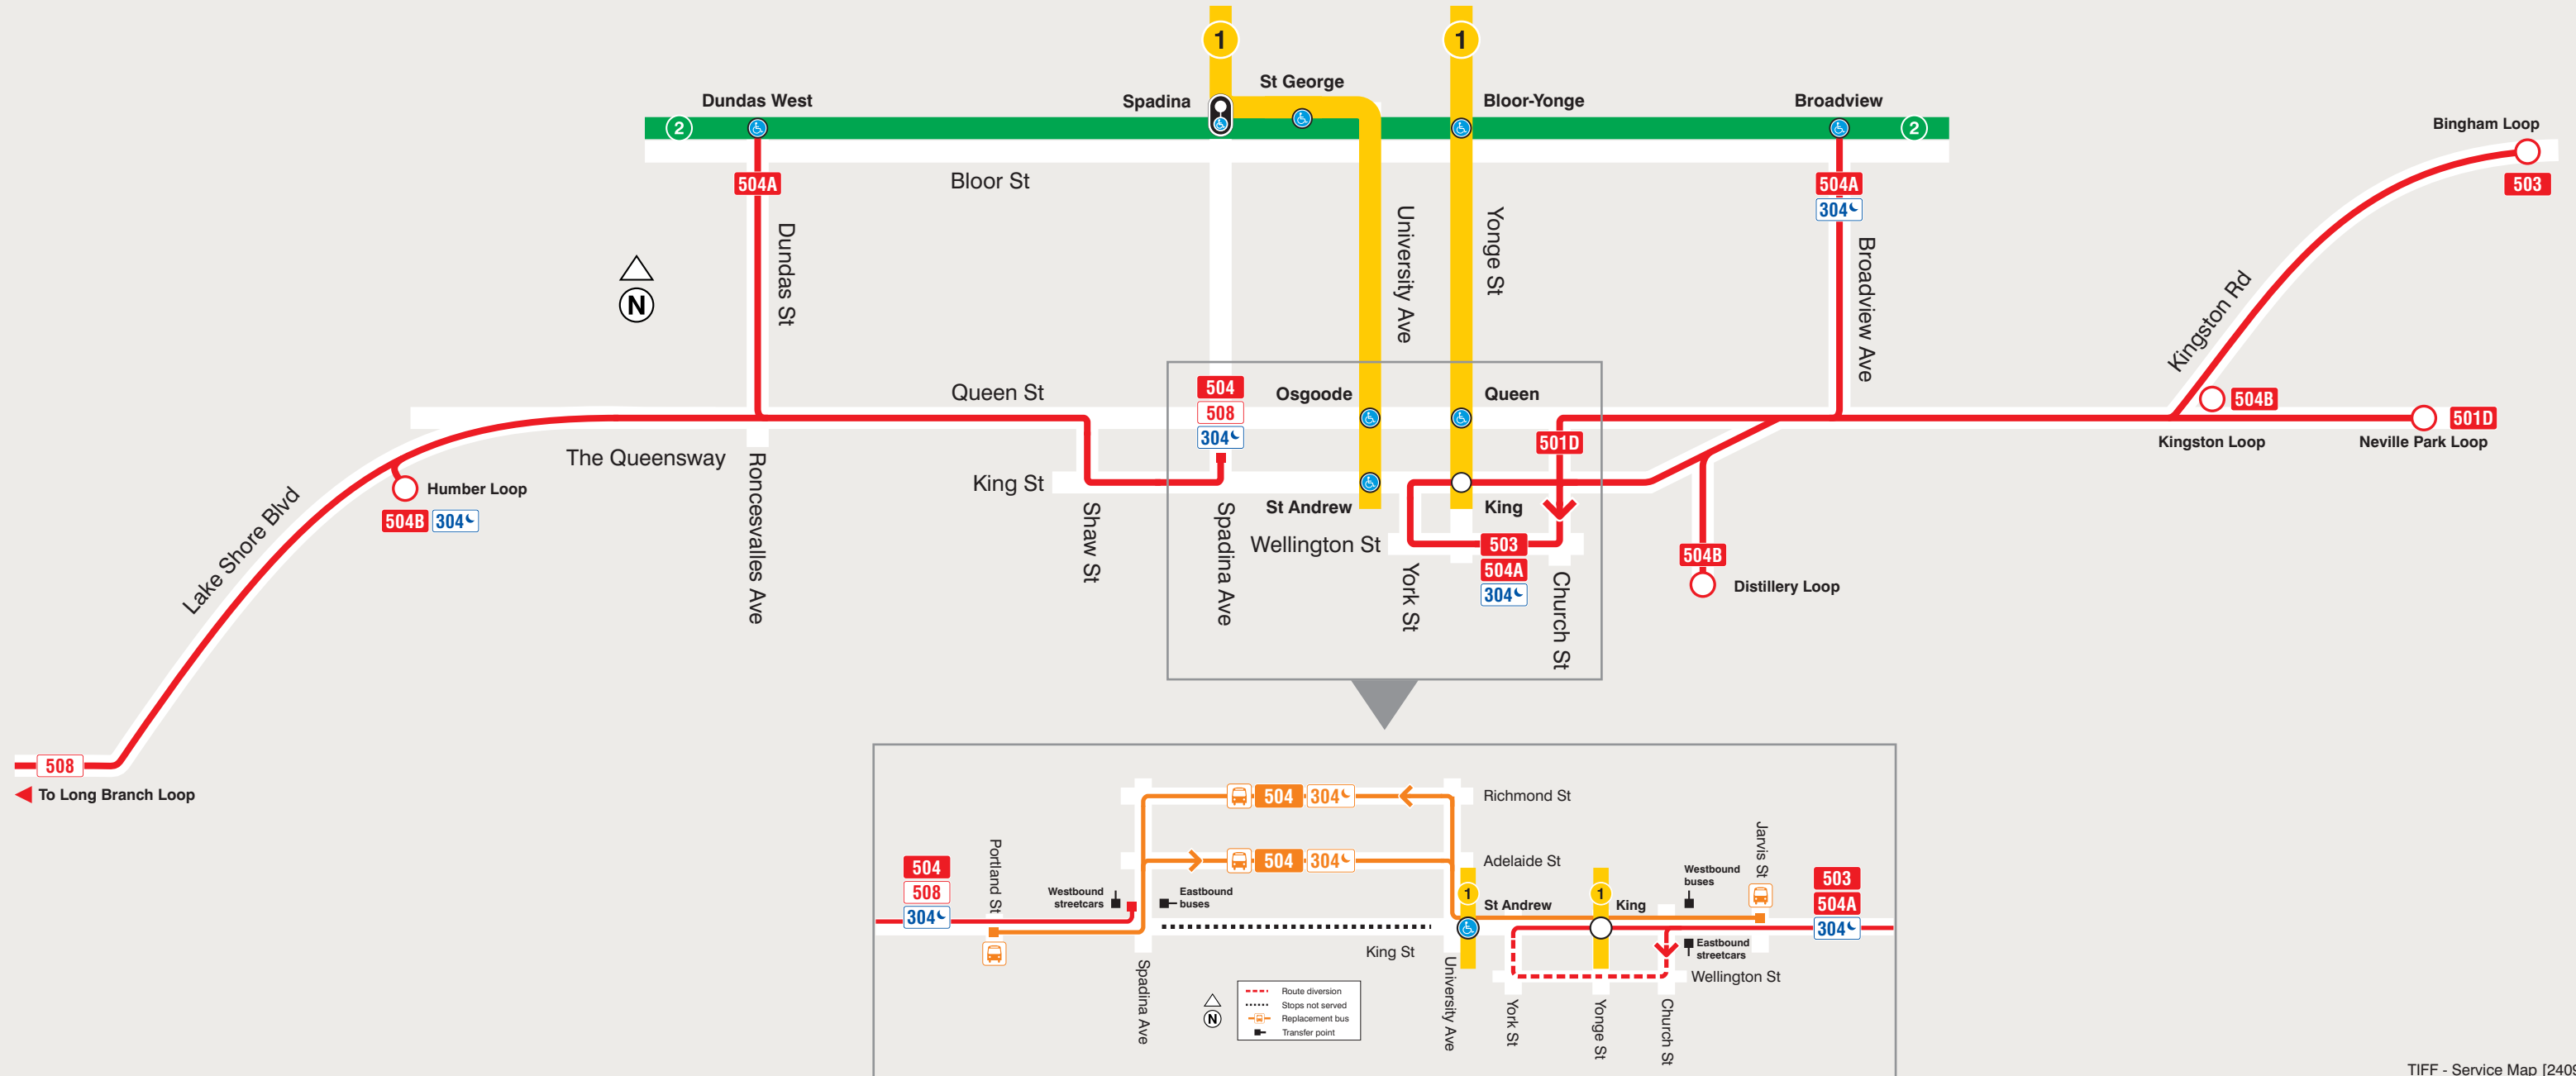 1
1
St George
Dundas West
Spadina
Bloor-Yonge
Broadview
2
2
Bingham Loop
503
504A
Bloor St
504A
304
Dundas St
University Ave
Yonge St
Broadview Ave
Kingston Rd
N
Queen St
504
508
304
Osgoode
Queen
501D
504B
501D
Kingston Loop
Neville Park Loop
The Queensway
Roncesvalles Ave
King St
Humber Loop
504B
304
Lake Shore Blvd
Shaw St
Spadina Ave
St Andrew
King
Wellington St
503
504A
304
York St
Church St
504B
Distillery Loop
508
To Long Branch Loop
504
304
Richmond St
504
304
Adelaide St
Portland St
Jarvis St
504
508
304
Westbound
streetcars
Eastbound
buses
1
St Andrew
1
King
Westbound
buses
503
504A
304
Eastbound
streetcars
King St
Wellington St
Spadina Ave
University Ave
York St
Yonge St
Church St
N
Route diversion
Stops not served
Replacement bus
Transfer point
TIFF - Service Map [240